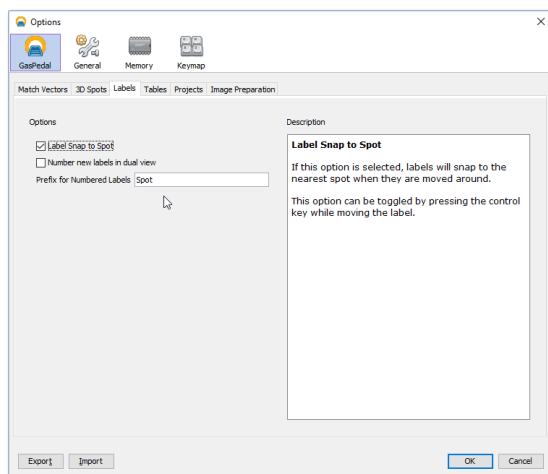 Options
GasPedal
General
Memory
Keymap
Match Vectors 3D Spots Labels Tables Projects Image Preparation
Options
Label Snap to Spot
Number new labels in dual view
Prefix for Numbered Labels Spot
Description
Label Snap to Spot
If this option is selected, labels will snap to the
nearest spot when they are moved around.
This option can be toggled by pressing the control
key while moving the label.
Export Import OK Cancel